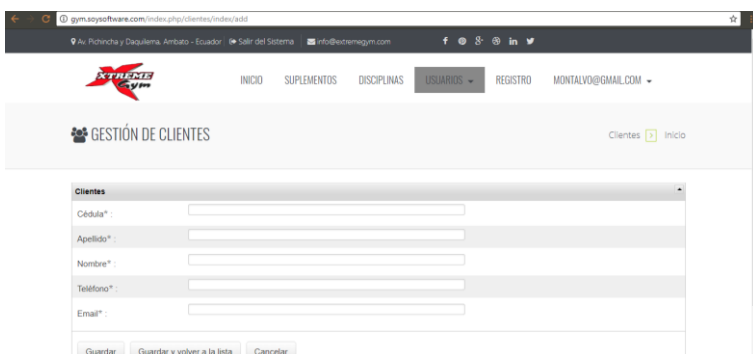 gym.soysoftware.com/index.php/clientes/index/add
Av. Pichincha y Daquilema, Ambato - Ecuador Salir del Sistema info@extremegym.com
XTREME
Gym
INICIO SUPLEMENTOS DISCIPLINAS USUARIOS REGISTRO MONTALVO@GMAIL.COM
GESTIÓN DE CLIENTES
Clientes Inicio
Clientes
Cédula* :
Apellido* :
Nombre* :
Teléfono* :
Email* :
Guardar Guardar y volver a la lista Cancelar